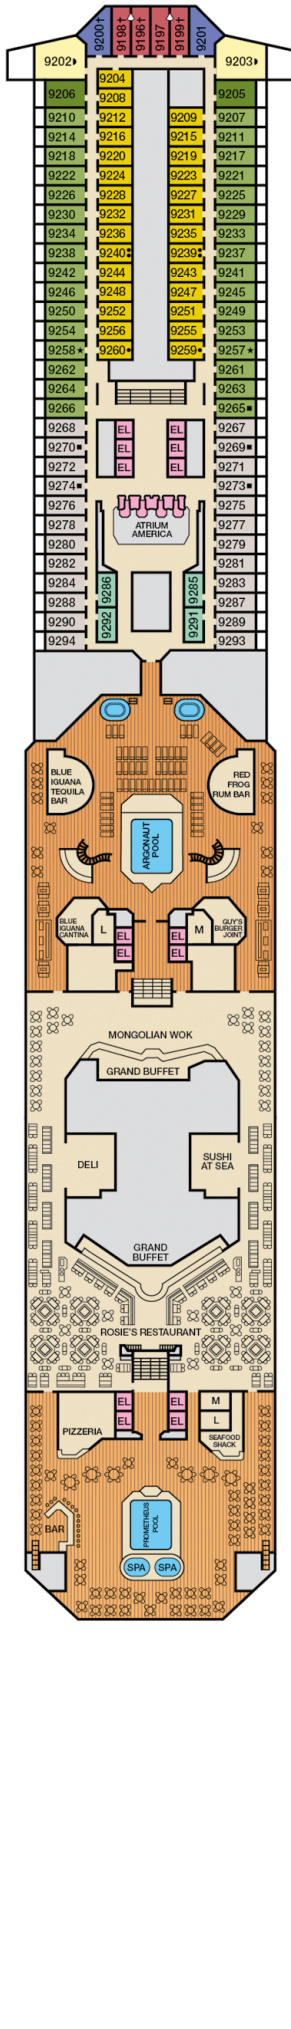 9200†
9198†
9196†
9197
9199†
9201
9202◗
9203◗
9204
9206
9205
9208
9210
9212
9209
9207
9214
9216
9215
9211
9218
9220
9219
9217
9222
9224
9223
9221
9226
9228
9227
9225
9230
9232
9231
9229
9234
9236
9235
9233
9238
9240
9239
9237
9242
9244
9243
9241
9246
9248
9247
9245
9250
9252
9251
9249
9254
9256
9255
9253
9258★
9260•
9259•
9257★
9262
9261
9264
9263
9266
9265■
9268
EL
EL
9267
9270■
EL
EL
9269■
9272
EL
EL
9271
9274■
9273■
9276
9275
9278
ATRIUM
AMERICA
9277
9280
9279
9282
9281
9284
9286
9285
9283
9288
9287
9290
9292
9291
9289
9294
9293
BLUE
IGUANA
TEQUILA
BAR
RED
FROG
RUM BAR
ARGONAUT
POOL
BLUE
IGUANA
CANTINA
L
EL
EL
M
GUY'S
BURGER
JOINT
EL
EL
MONGOLIAN WOK
GRAND BUFFET
DELI
SUSHI
AT SEA
GRAND
BUFFET
ROSIE'S RESTAURANT
PIZZERIA
EL
EL
M
EL
EL
L
SEAFOOD
SHACK
BAR
PROMETHEUS
POOL
SPA
SPA